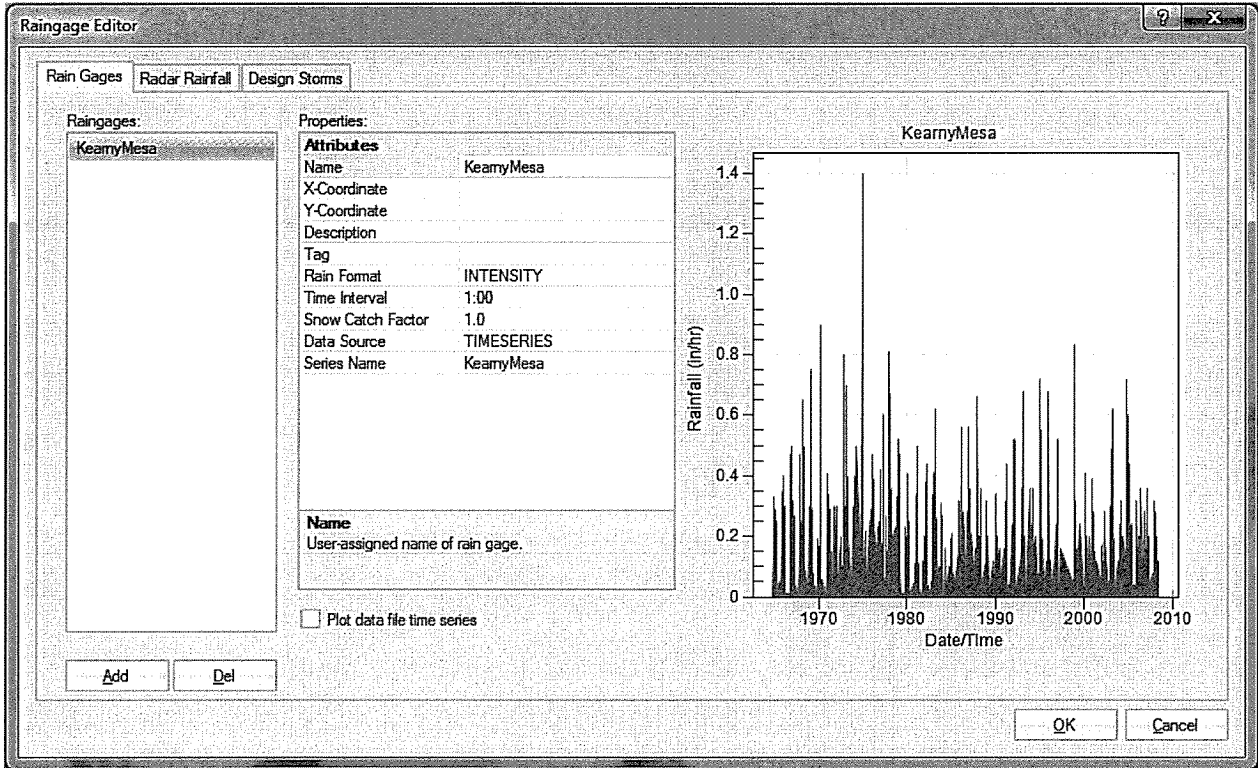 Raingage Editor
?
Rain Gages
Radar Rainfall
Design Storms
Raingages:
KearnyMesa
Properties:
Attributes
Name KearnyMesa
X-Coordinate
Y-Coordinate
Description
Tag
Rain Format INTENSITY
Time Interval 1:00
Snow Catch Factor 1.0
Data Source TIMESERIES
Series Name KearnyMesa
Name
User-assigned name of rain gage.
Plot data file time series
Add
Del
KearnyMesa
Rainfall (in/hr)
1.4
1.2
1.0
0.8
0.6
0.4
0.2
0
1970 1980 1990 2000 2010
Date/Time
OK
Cancel